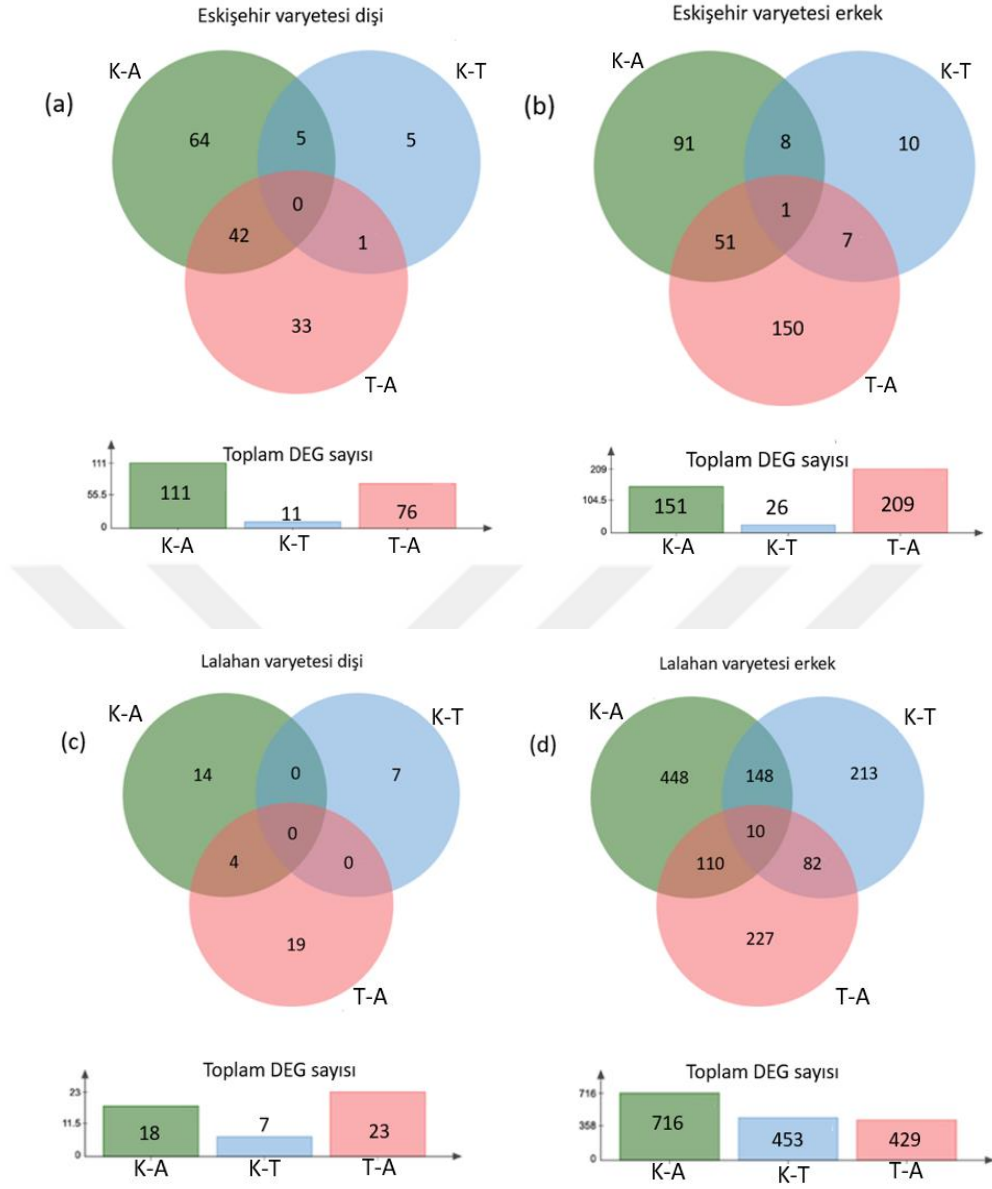 Eskişehir varyetesi dişi
Eskişehir varyetesi erkek
K-A
K-T
(a)
64
5
5
0
42
1
33
T-A
K-A
K-T
(b)
91
8
10
1
51
7
150
T-A
Toplam DEG sayısı
111
55.5
0
111
11
76
K-A
K-T
T-A
Toplam DEG sayısı
209
104.5
0
151
26
209
K-A
K-T
T-A
Lalahan varyetesi dişi
Lalahan varyetesi erkek
K-A
K-T
(c)
14
0
7
0
4
0
19
T-A
K-A
K-T
(d)
448
148
213
10
110
82
227
T-A
Toplam DEG sayısı
23
11.5
0
18
7
23
K-A
K-T
T-A
Toplam DEG sayısı
716
358
0
716
453
429
K-A
K-T
T-A